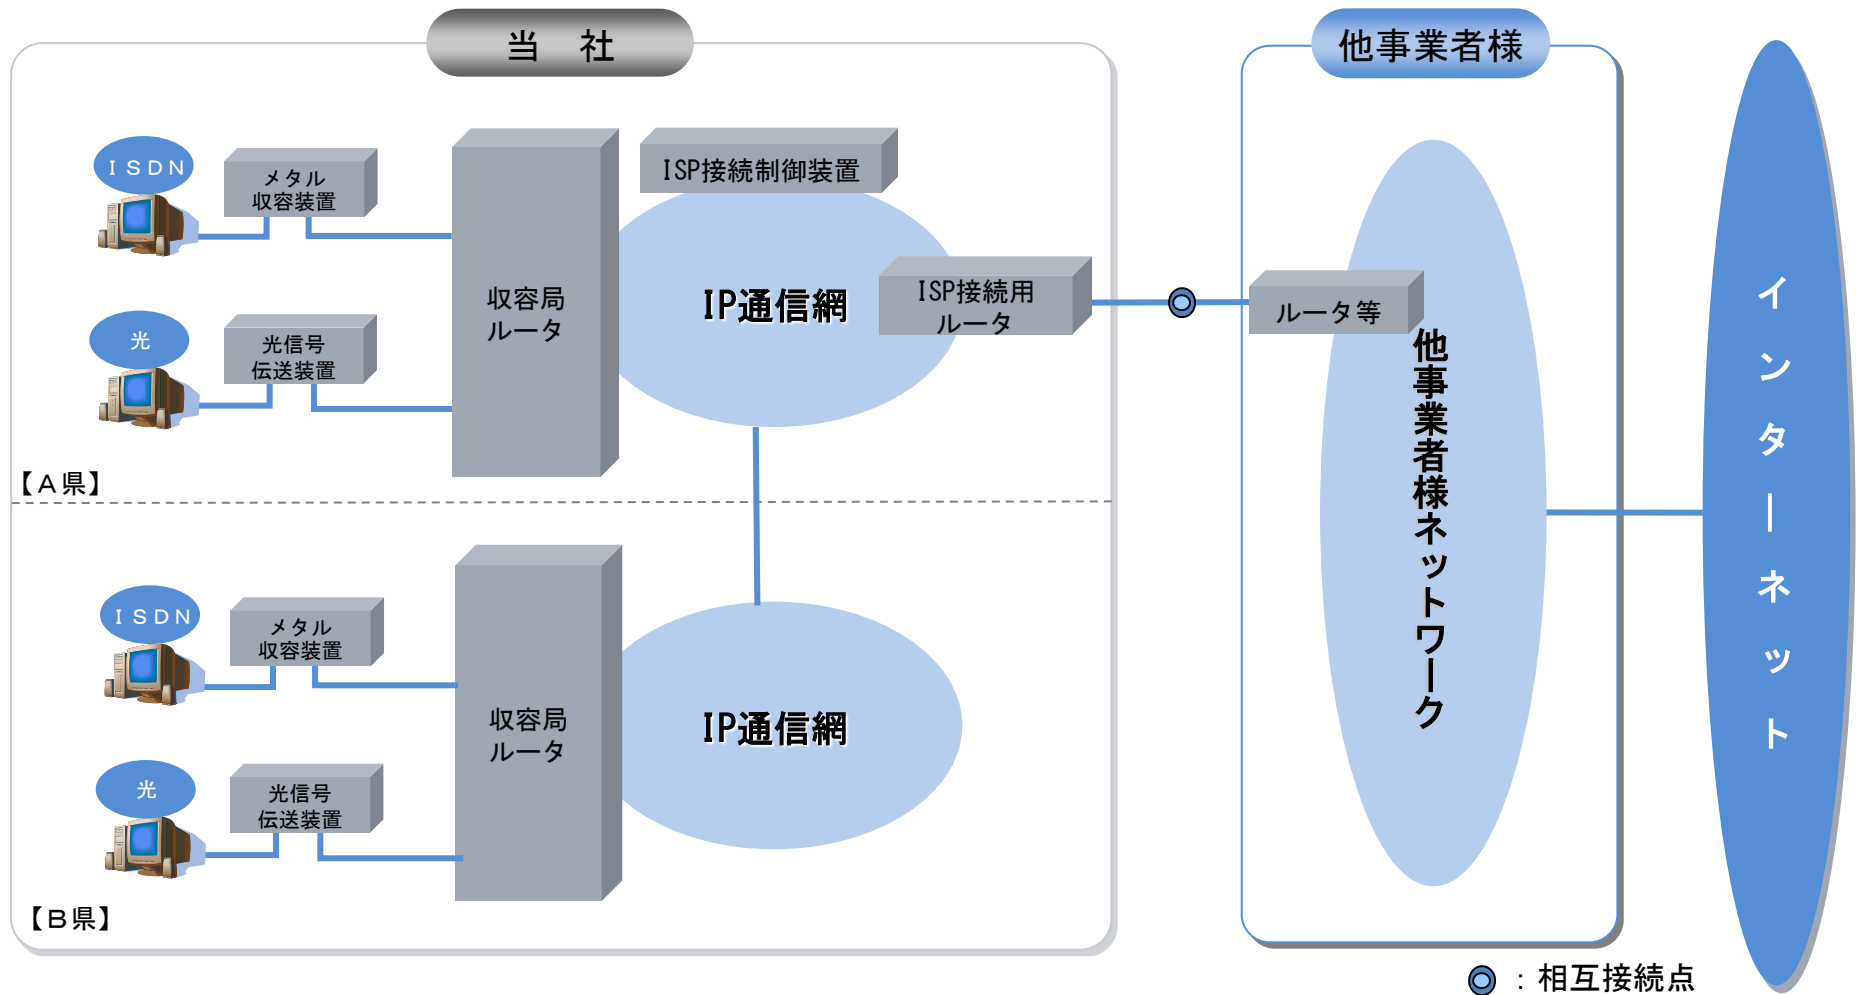 当　社
他事業者様
ＩＳＤＮ
メタル
収容装置
ISP接続制御装置
収容局
ルータ
IP通信網
ISP接続用
ルータ
ルータ等
光
光信号
伝送装置
【Ａ県】
他事業者様ネットワーク
インターネット
ＩＳＤＮ
メタル
収容装置
収容局
ルータ
IP通信網
光
光信号
伝送装置
【Ｂ県】
：相互接続点